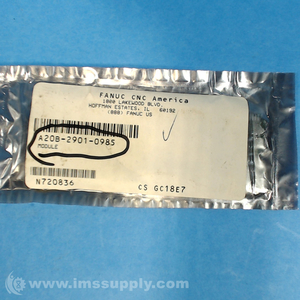 FANUC CNC America
1800 LAKEWOOD BLVD.
HOFFMAN ESTATES, IL 60192
(888) FANUC US
A20B-2901-0985
MODULE
N720836
CS GC18E7
www.imssupply.com